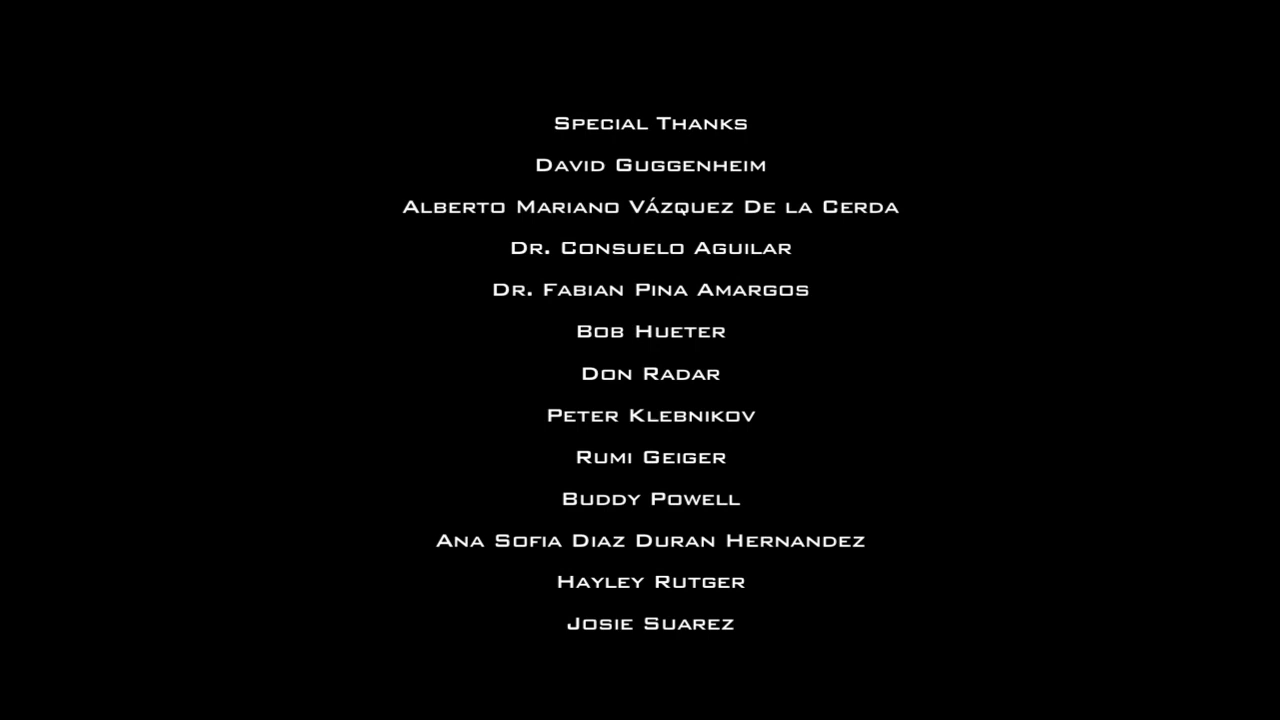 Special Thanks
David Guggenheim
Alberto Mariano Vázquez De la Cerda
Dr. Consuelo Aguilar
Dr. Fabian Pina Amargos
Bob Hueter
Don Radar
Peter Klebnikov
Rumi Geiger
Buddy Powell
Ana Sofia Diaz Duran Hernandez
Hayley Rutger
Josie Suarez